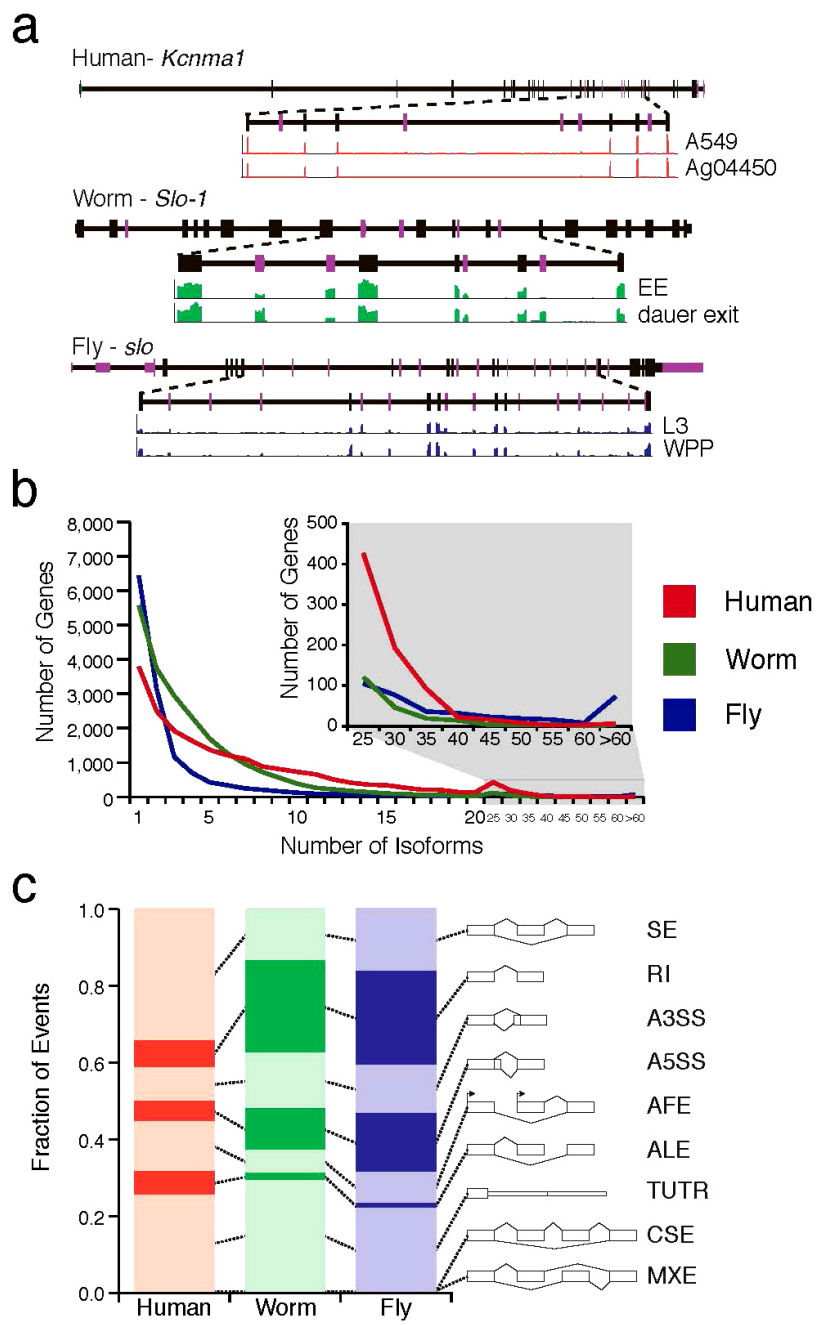 a
Human- Kcnma1
A549
Ag04450
Worm - Slo-1
EE
dauer exit
Fly - slo
L3
WPP
b
Number of Genes
8,000
7,000
6,000
5,000
4,000
3,000
2,000
1,000
0
1 5 10 15 20 25 30 35 40 45 50 55 60 >60
Number of Isoforms
Number of Genes
500
400
300
200
100
0
25 30 35 40 45 50 55 60 >60
Human
Worm
Fly
c
Fraction of Events
1.0
0.8
0.6
0.4
0.2
0.0
Human Worm Fly
SE
RI
A3SS
A5SS
AFE
ALE
TUTR
CSE
MXE